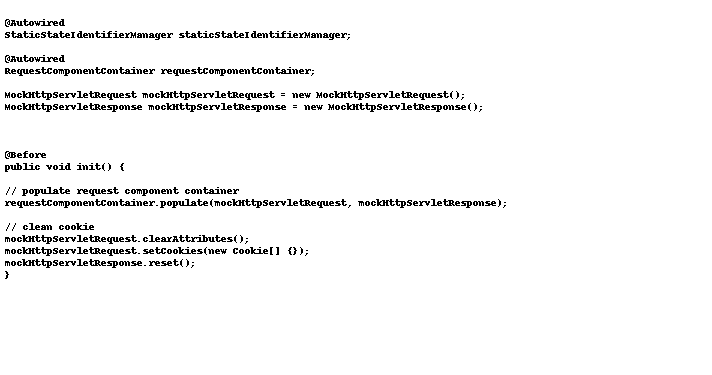 @Autowired
StaticStateIdentifierManager staticStateIdentifierManager;
@Autowired
RequestComponentContainer requestComponentContainer;
MockHttpServletRequest mockHttpServletRequest = new MockHttpServletRequest();
MockHttpServletResponse mockHttpServletResponse = new MockHttpServletResponse();
@Before
public void init() {
// populate request component container
requestComponentContainer.populate(mockHttpServletRequest, mockHttpServletResponse);
// clean cookie
mockHttpServletRequest.clearAttributes();
mockHttpServletRequest.setCookies(new Cookie[] {});
mockHttpServletResponse.reset();
}